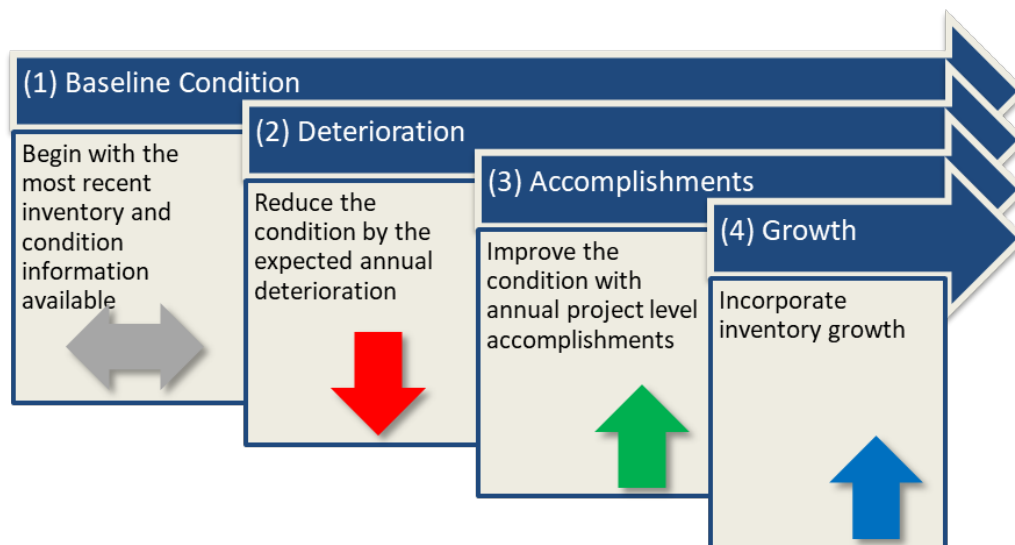 (1) Baseline Condition
Begin with the
most recent
inventory and
condition
information
available
(2) Deterioration
Reduce the
condition by the
expected annual
deterioration
(3) Accomplishments
Improve the
condition with
annual project level
accomplishments
(4) Growth
Incorporate
inventory growth